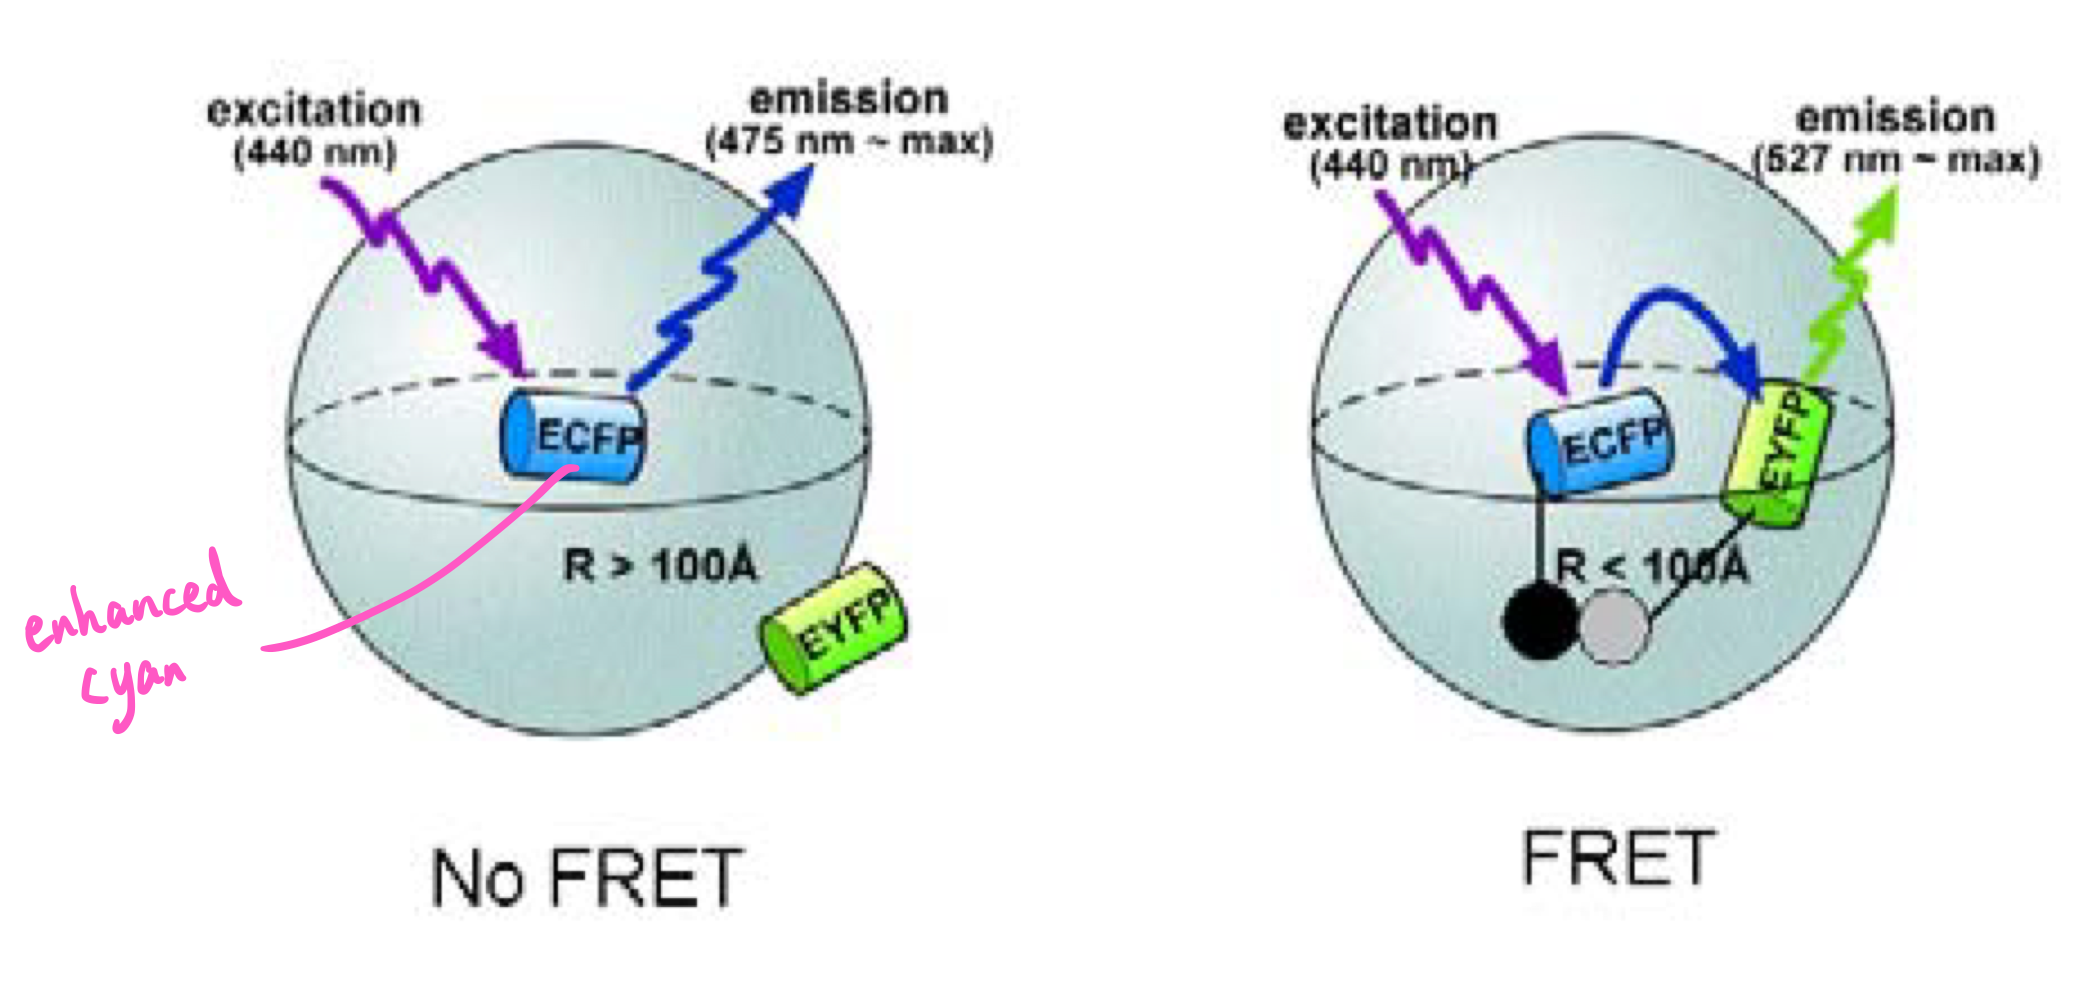 excitation
(440 nm)
emission
(475 nm ~ max)
ECFP
R > 100Å
EYFP
enhanced
cyan
No FRET
excitation
(440 nm)
emission
(527 nm ~ max)
ECFP
EYFP
R < 100Å
FRET